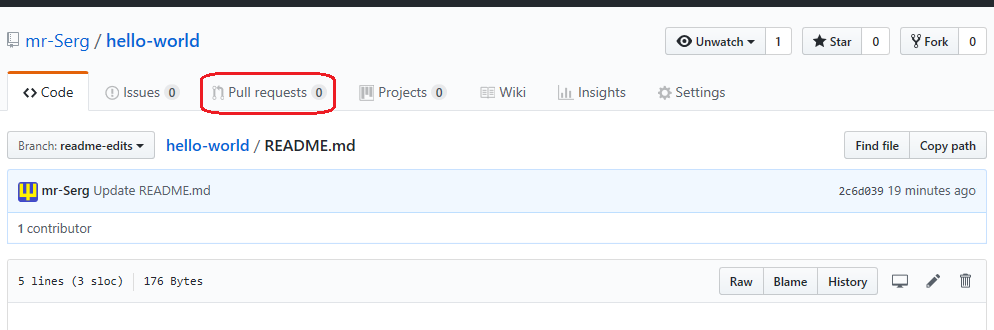 mr-Serg / hello-world
Unwatch 1 Star 0 Fork 0
Code Issues 0 Pull requests 0 Projects 0 Wiki Insights Settings
Branch: readme-edits hello-world / README.md Find file Copy path
mr-Serg Update README.md 2c6d039 19 minutes ago
1 contributor
5 lines (3 sloc) 176 Bytes Raw Blame History